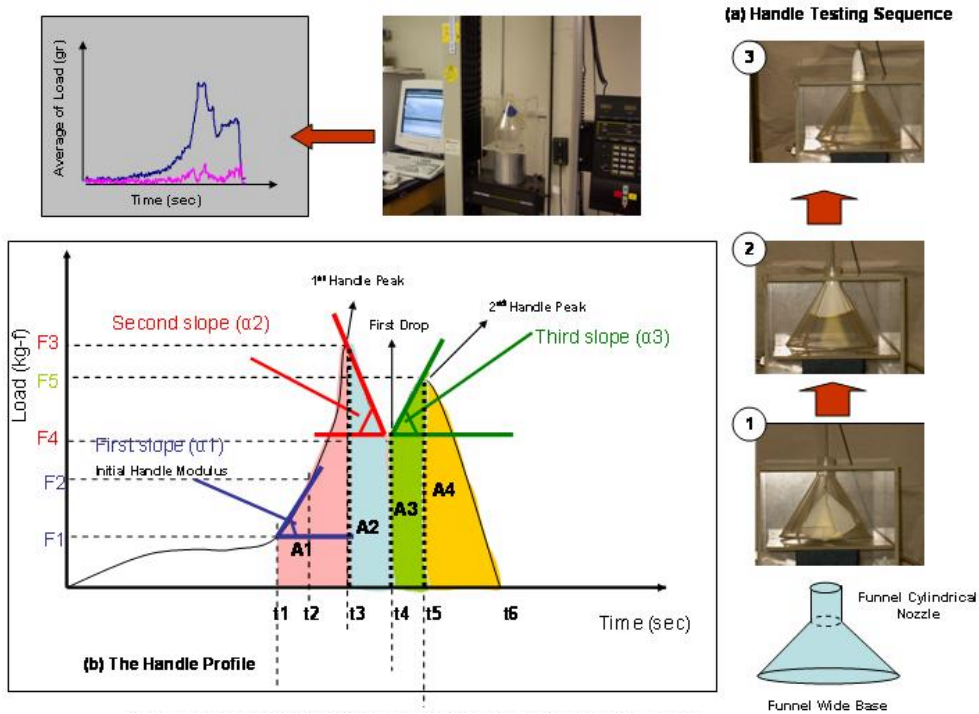 (a) Handle Testing Sequence
Average of Load (gr)
Time (sec)
3
2
1
1st Handle Peak
2nd Handle Peak
First Drop
Second slope (α2)
Third slope (α3)
Load (kg-f)
F3
F5
F4
First slope (α1)
Initial Handle Modulus
F2
F1
A1
A2
A3
A4
t1 t2 t3 t4 t5 t6
Time (sec)
(b) The Handle Profile
Funnel Cylindrical
Nozzle
Funnel Wide Base